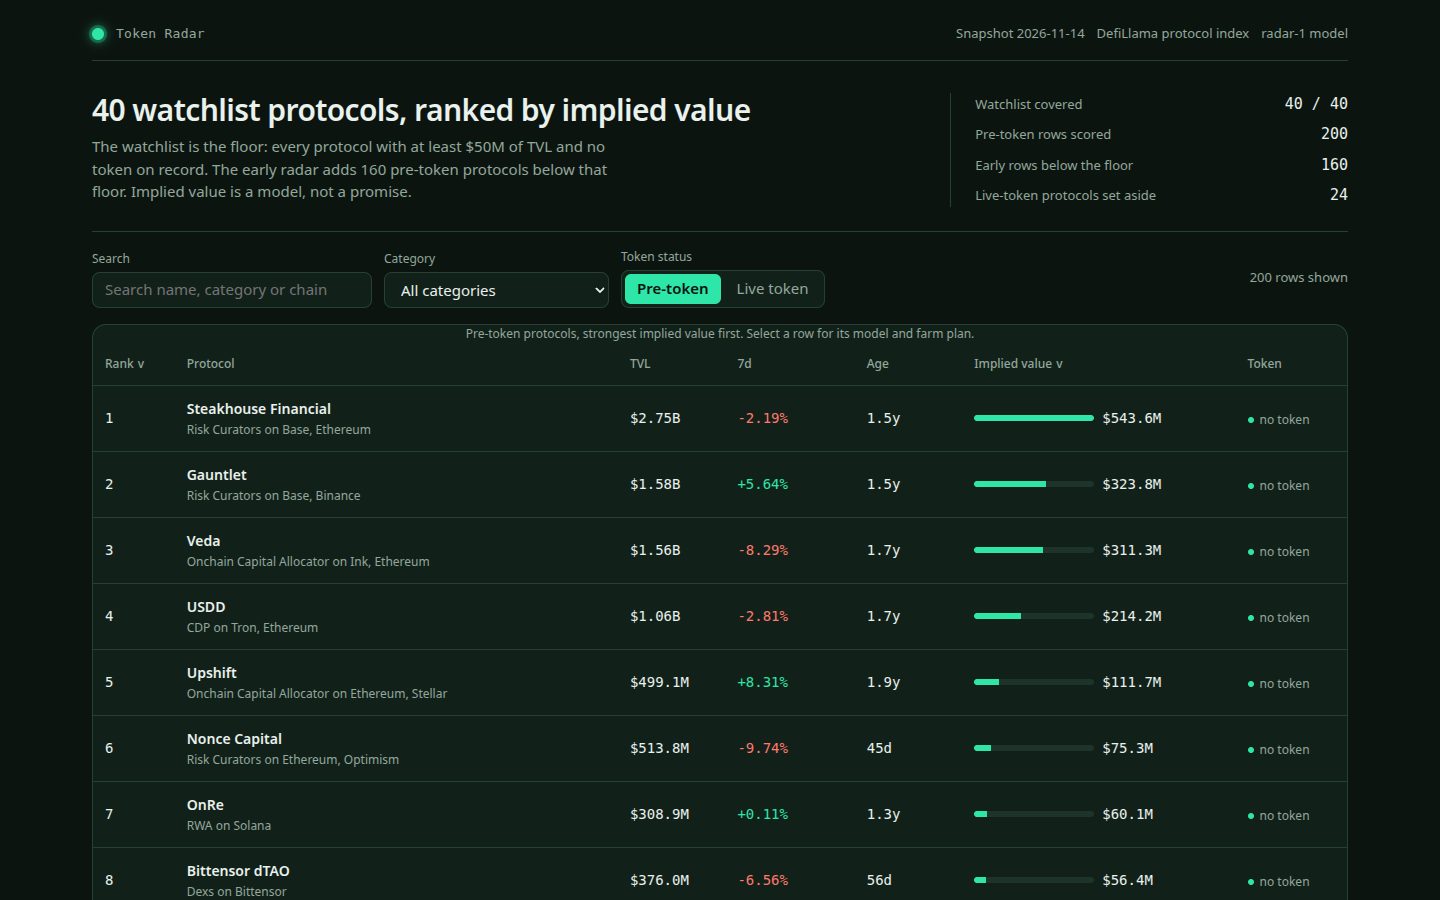 Token Radar
Snapshot 2026-11-14 DefiLlama protocol index radar-1 model
40 watchlist protocols, ranked by implied value
The watchlist is the floor: every protocol with at least $50M of TVL and no
token on record. The early radar adds 160 pre-token protocols below that
floor. Implied value is a model, not a promise.
Watchlist covered 40 / 40
Pre-token rows scored 200
Early rows below the floor 160
Live-token protocols set aside 24
Search
Search name, category or chain
Category
All categories
Token status
Pre-token Live token
200 rows shown
Pre-token protocols, strongest implied value first. Select a row for its model and farm plan.
Rank v Protocol TVL 7d Age Implied value v Token
1 Steakhouse Financial $2.75B -2.19% 1.5y $543.6M no token
Risk Curators on Base, Ethereum
2 Gauntlet $1.58B +5.64% 1.5y $323.8M no token
Risk Curators on Base, Binance
3 Veda $1.56B -8.29% 1.7y $311.3M no token
Onchain Capital Allocator on Ink, Ethereum
4 USDD $1.06B -2.81% 1.7y $214.2M no token
CDP on Tron, Ethereum
5 Upshift $499.1M +8.31% 1.9y $111.7M no token
Onchain Capital Allocator on Ethereum, Stellar
6 Nonce Capital $513.8M -9.74% 45d $75.3M no token
Risk Curators on Ethereum, Optimism
7 OnRe $308.9M +0.11% 1.3y $60.1M no token
RWA on Solana
8 Bittensor dTAO $376.0M -6.56% 56d $56.4M no token
Dexs on Bittensor